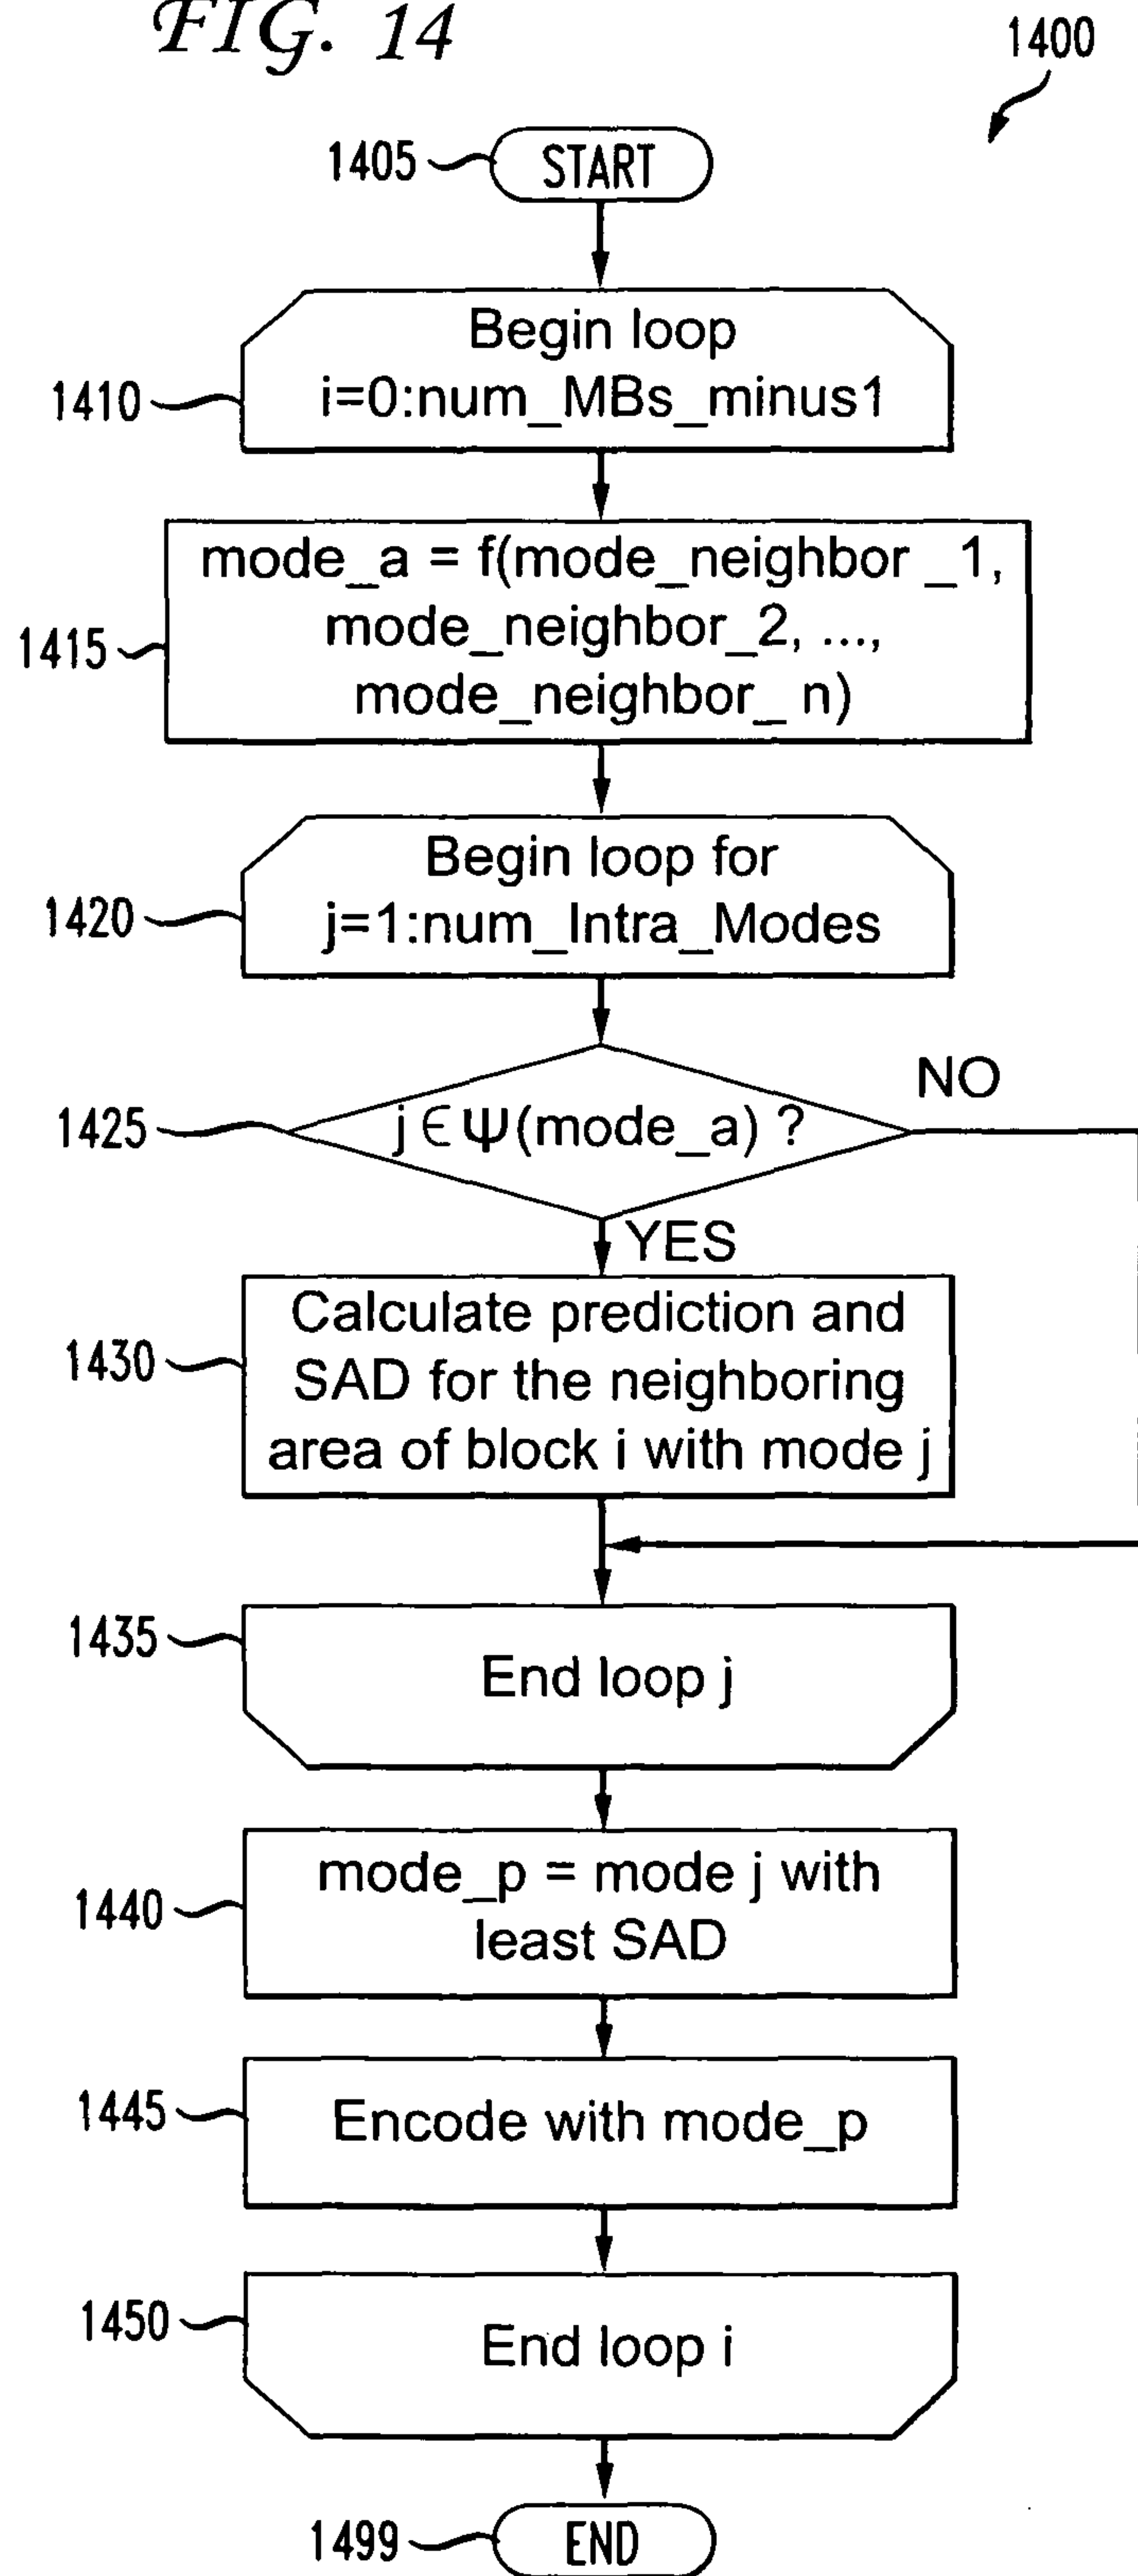 FIG. 14
1400
1405
START
Begin loop
i=0:num_MBs_minus1
1410
mode_a = f(mode_neighbor _1,
mode_neighbor_2, ...,
mode_neighbor_ n)
1415
Begin loop for
j=1:num_Intra_Modes
1420
NO
1425
j ∈ Ψ(mode_a) ?
YES
Calculate prediction and
SAD for the neighboring
area of block i with mode j
1430
1435
End loop j
mode_p = mode j with
least SAD
1440
1445
Encode with mode_p
1450
End loop i
1499
END